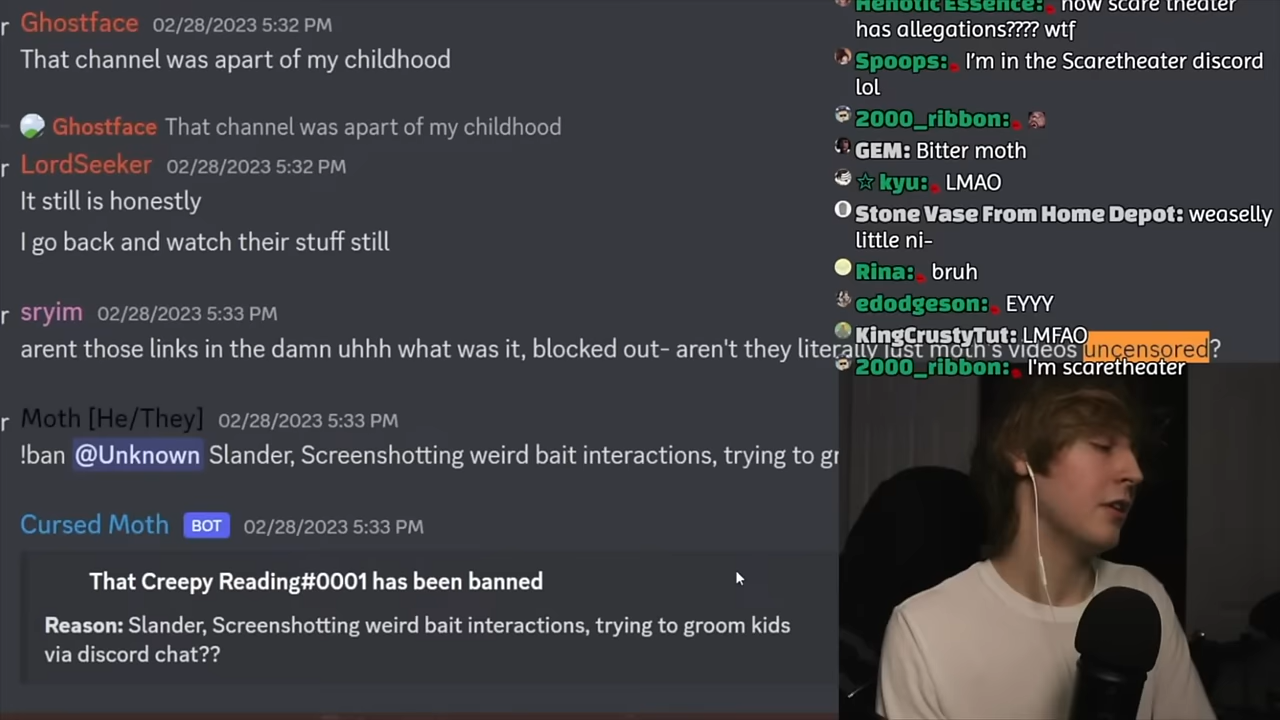 Ghostface 02/28/2023 5:32 PM
That channel was apart of my childhood
Ghostface That channel was apart of my childhood
LordSeeker 02/28/2023 5:32 PM
It still is honestly
I go back and watch their stuff still
sryim 02/28/2023 5:33 PM
arent those links in the damn uhhh what was it, blocked out- aren't they literally just moth's videos uncensored?
Moth [He/They] 02/28/2023 5:33 PM
!ban @Unknown Slander, Screenshotting weird bait interactions, trying to gr
Cursed Moth BOT 02/28/2023 5:33 PM
That Creepy Reading#0001 has been banned
Reason: Slander, Screenshotting weird bait interactions, trying to groom kids
via discord chat??
Henotic Essence: now scare theater
has allegations???? wtf
Spoops: I'm in the Scaretheater discord
lol
2000_ribbon:
GEM: Bitter moth
☆ kyu: LMAO
Stone Vase From Home Depot: weaselly
little ni-
Rina: bruh
edodgeson: EYYY
KingCrustyTut: LMFAO
2000_ribbon: I'm scaretheater